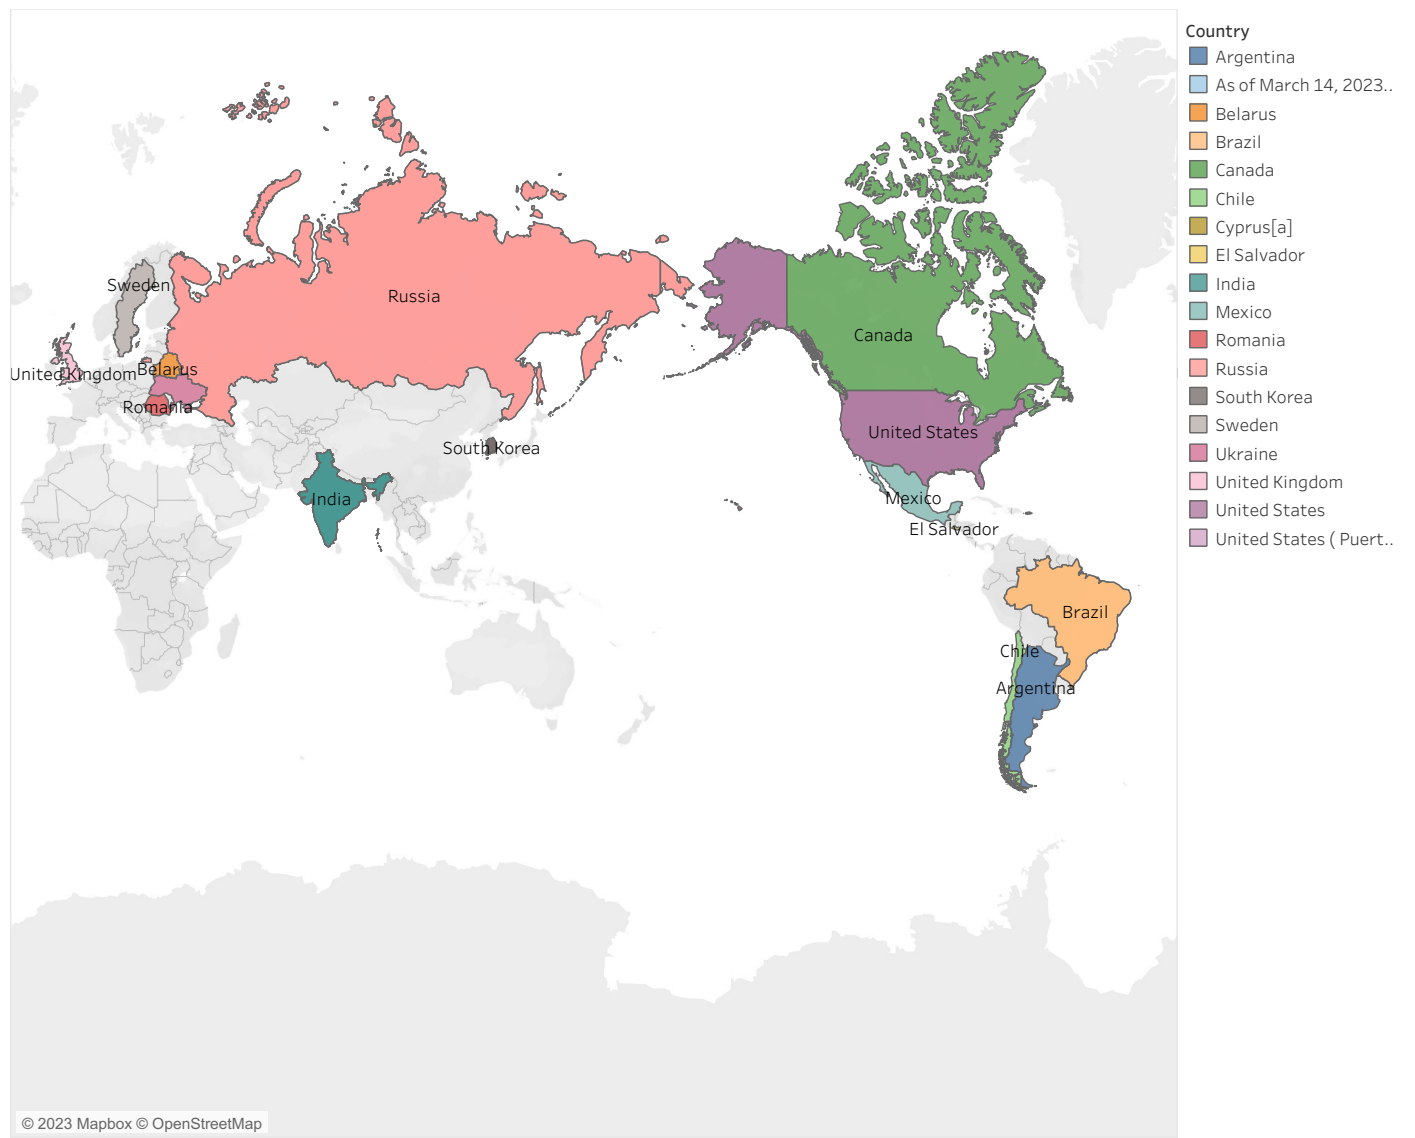 Country
Argentina
As of March 14, 2023..
Belarus
Brazil
Canada
Chile
Cyprus[a]
El Salvador
India
Mexico
Romania
Russia
South Korea
Sweden
Ukraine
United Kingdom
United States
United States ( Puert..
Sweden
Russia
Canada
United Kingdom
Belarus
Romania
United States
South Korea
India
Mexico
El Salvador
Brazil
Chile
Argentina
© 2023 Mapbox © OpenStreetMap